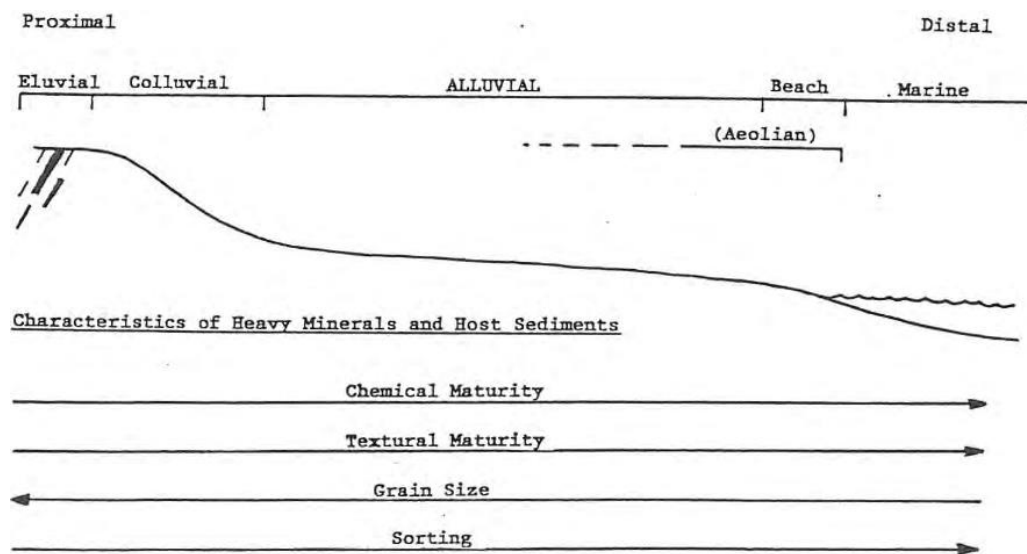 Proximal Distal
Eluvial Colluvial ALLUVIAL Beach Marine
(Aeolian)
Characteristics of Heavy Minerals and Host Sediments
Chemical Maturity
Textural Maturity
Grain Size
Sorting